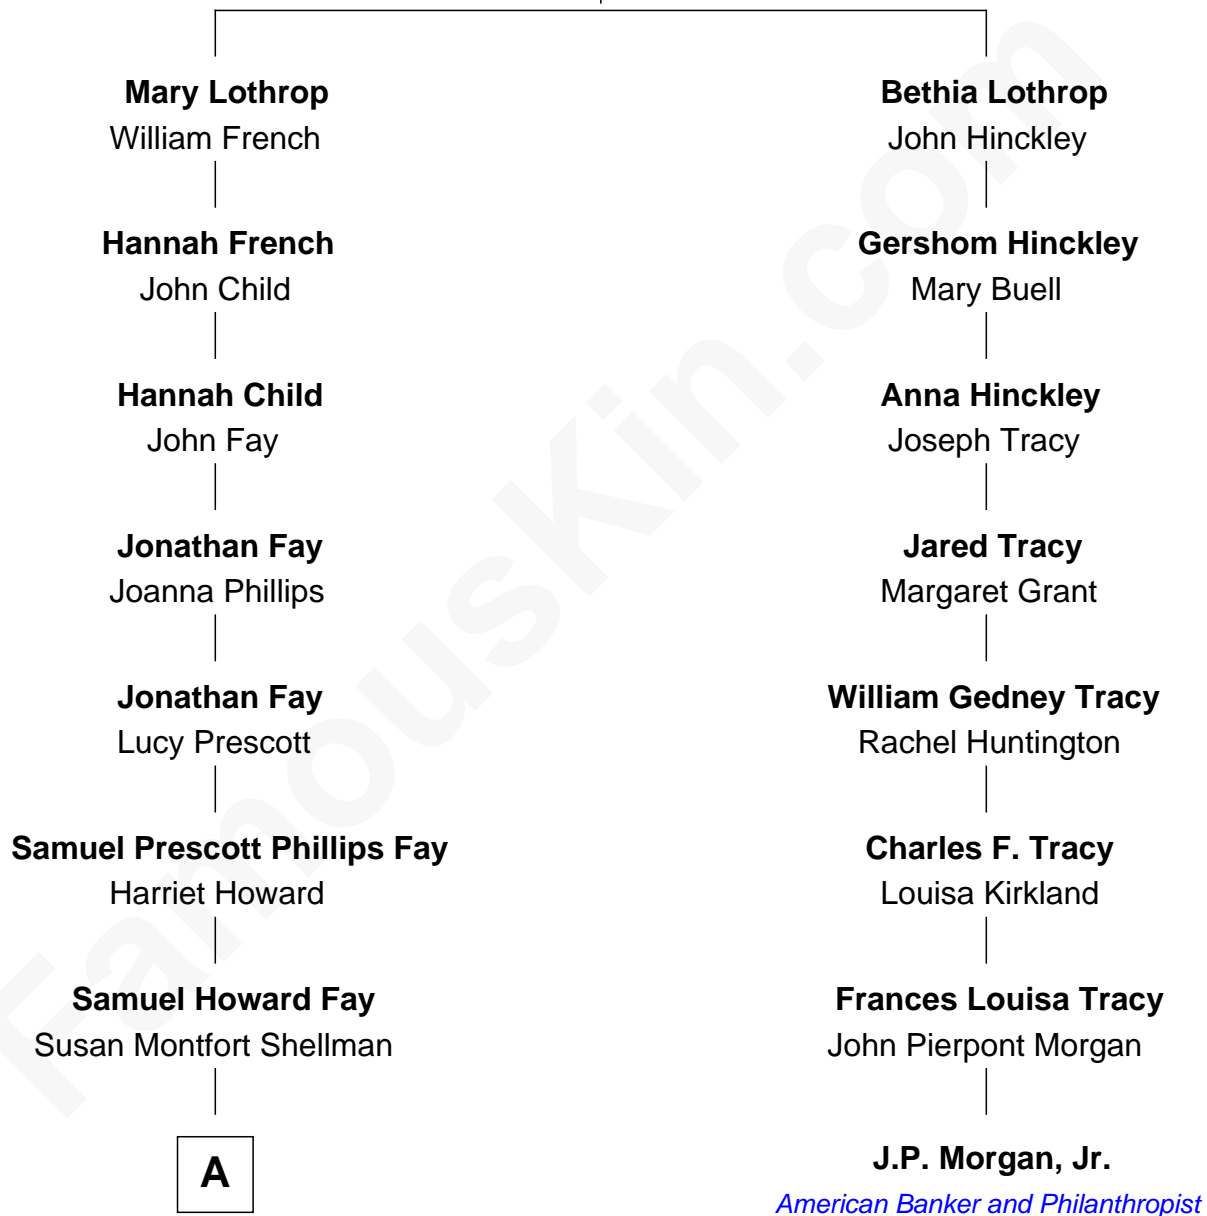 Mary Lothrop
William French
Hannah French
John Child
Hannah Child
John Fay
Jonathan Fay
Joanna Phillips
Jonathan Fay
Lucy Prescott
Samuel Prescott Phillips Fay
Harriet Howard
Samuel Howard Fay
Susan Montfort Shellman
A
Bethia Lothrop
John Hinckley
Gershom Hinckley
Mary Buell
Anna Hinckley
Joseph Tracy
Jared Tracy
Margaret Grant
William Gedney Tracy
Rachel Huntington
Charles F. Tracy
Louisa Kirkland
Frances Louisa Tracy
John Pierpont Morgan
J.P. Morgan, Jr.
American Banker and Philanthropist
FamousKin.com